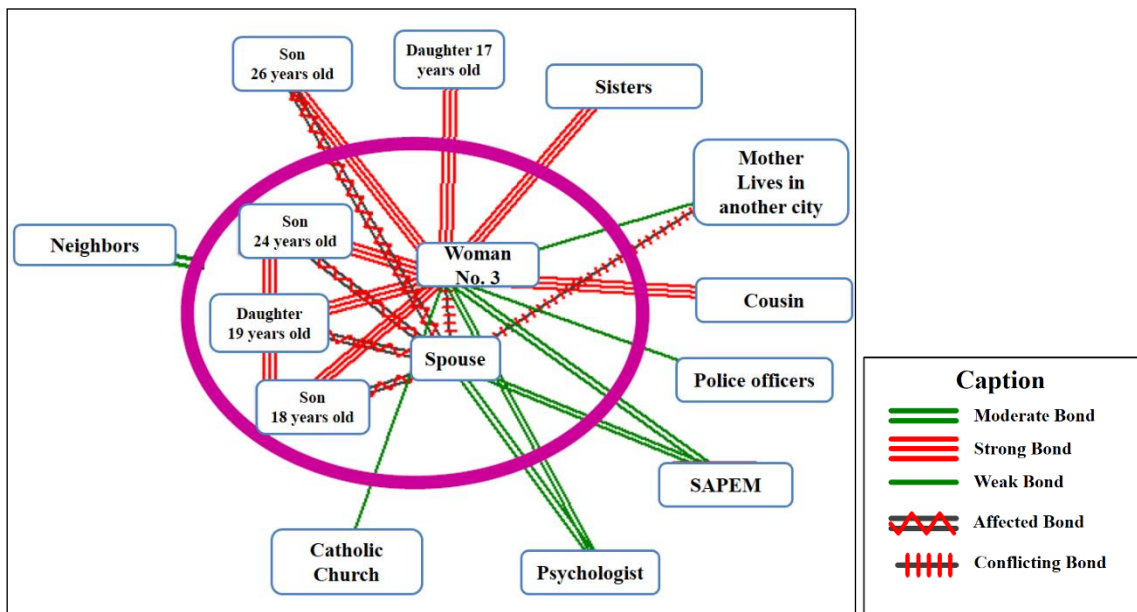 Son
26 years old
Daughter 17
years old
Sisters
Mother
Lives in
another city
Son
24 years old
Neighbors
Woman
No. 3
Cousin
Daughter
19 years old
Spouse
Police officers
Son
18 years old
SAPEM
Catholic
Church
Psychologist
Caption
Moderate Bond
Strong Bond
Weak Bond
Affected Bond
Conflicting Bond